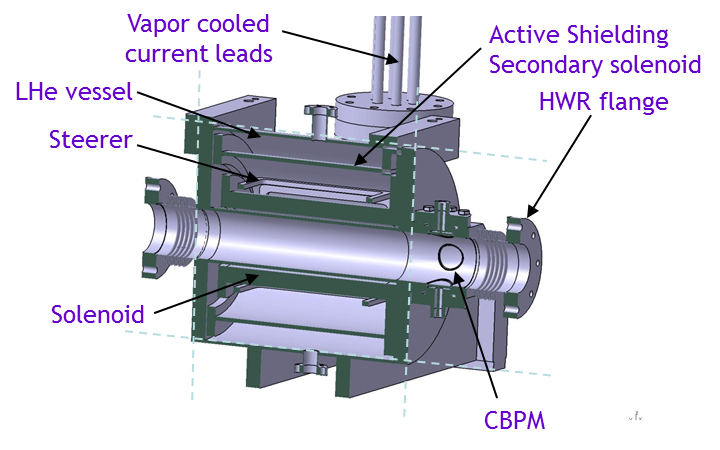 Vapor cooled
current leads
Active Shielding
Secondary solenoid
LHe vessel
HWR flange
Steerer
Solenoid
CBPM